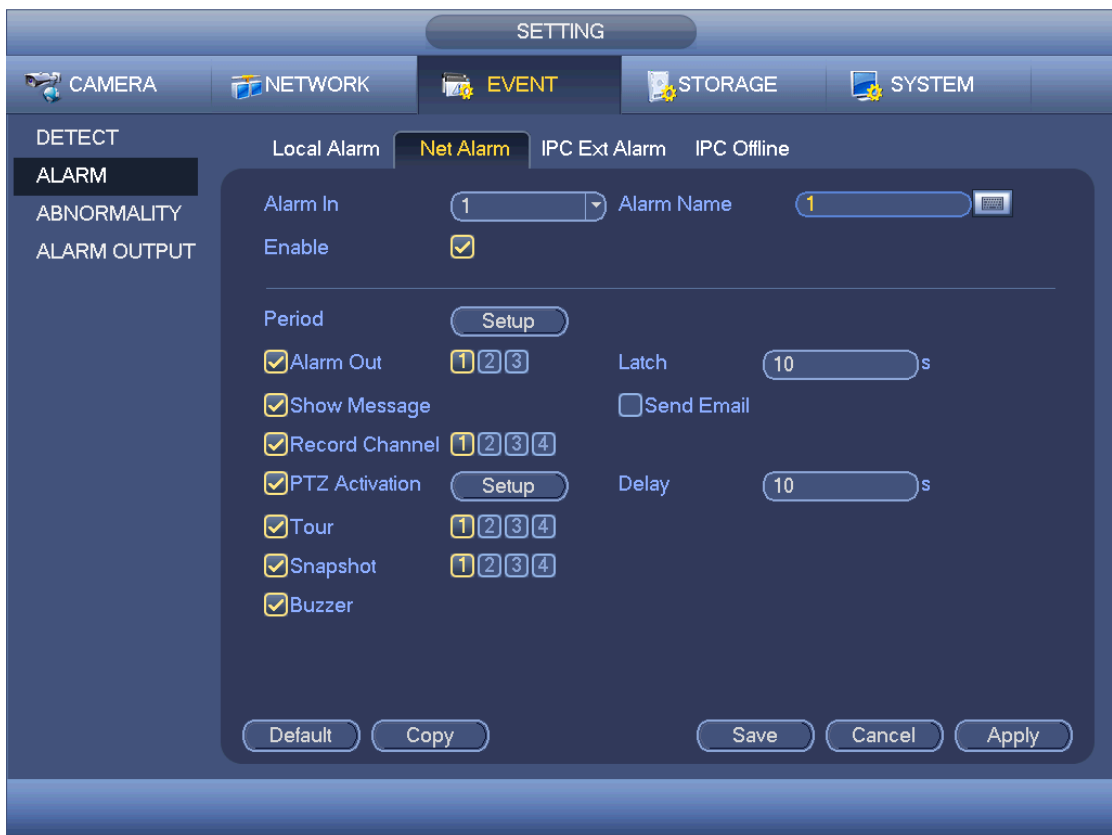 SETTING
CAMERA NETWORK EVENT STORAGE SYSTEM
DETECT
ALARM
ABNORMALITY
ALARM OUTPUT
Local Alarm Net Alarm IPC Ext Alarm IPC Offline
Alarm In 1 Alarm Name 1
Enable
Period Setup
Alarm Out 1 2 3 Latch 10 s
Show Message Send Email
Record Channel 1 2 3 4
PTZ Activation Setup Delay 10 s
Tour 1 2 3 4
Snapshot 1 2 3 4
Buzzer
Default Copy Save Cancel Apply